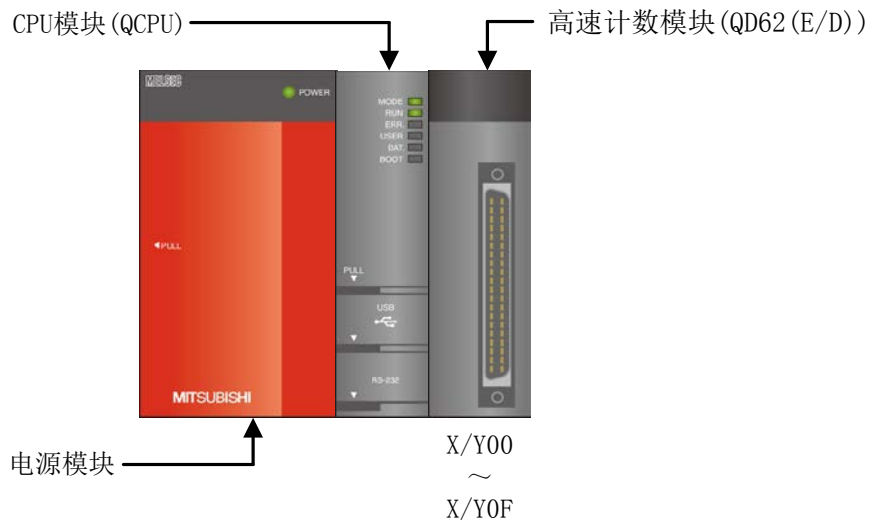 CPU模块(QCPU)
高速计数模块(QD62(E/D))
MELSEC
POWER
MODE
RUN
ERR.
USER
BAT.
BOOT
◀PULL
PULL
▼
USB
▼
RS-232
▼
MITSUBISHI
电源模块
X/Y00
～
X/Y0F